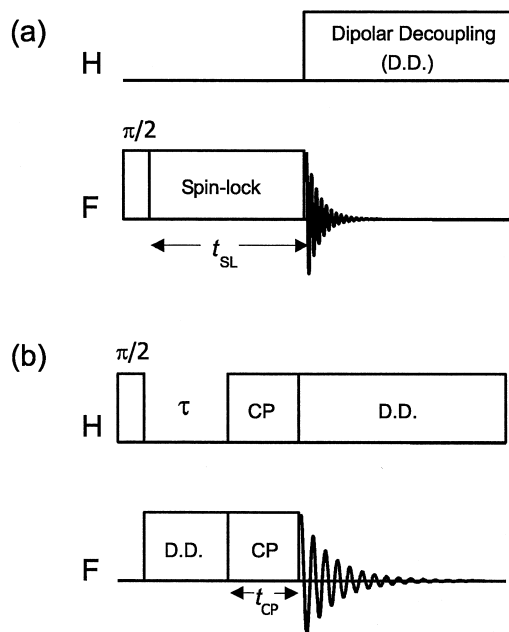 (a)
H
Dipolar Decoupling
(D.D.)
π/2
F
Spin-lock
t_SL
(b)
π/2
H
τ
CP
D.D.
F
D.D.
CP
t_CP